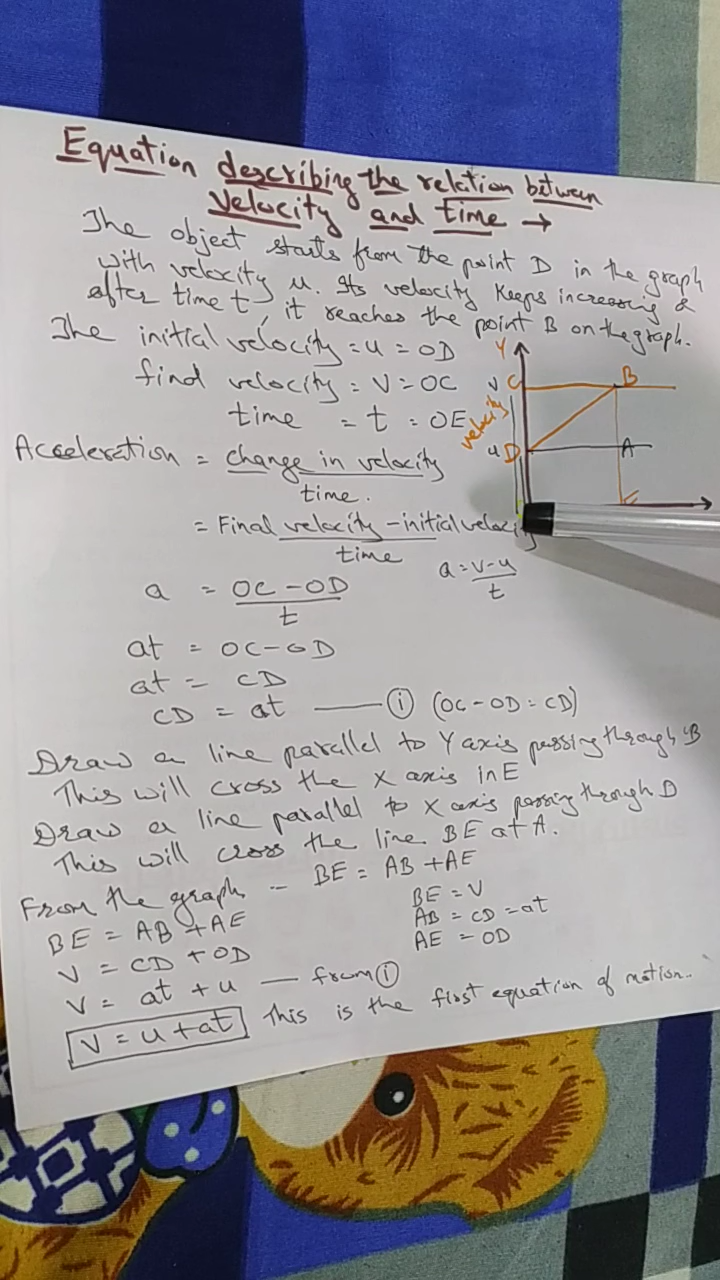 Equation describing the relation between
Velocity and time →
The object starts from the point D in the graph
with velocity u. Its velocity keeps increasing &
after time t, it reaches the point B on the graph.
The initial velocity = u = OD
find velocity = V = OC
time = t = OE
Y
V C B
velocity
u D A
E
Acceleration = change in velocity
time.
= Final velocity - initial velocity
time
a = V-u
t
a = OC - OD
t
at = OC - OD
at = CD
CD = at —— (i) (OC - OD = CD)
Draw a line parallel to Y axis passing through B
This will cross the X axis in E
Draw a line parallel to X axis passing through D
This will cross the line BE at A.
From the graph - BE = AB + AE
BE = AB + AE
V = CD + OD
V = at + u — from (i)
BE = V
AB = CD = at
AE = OD
V = u + at This is the first equation of motion..